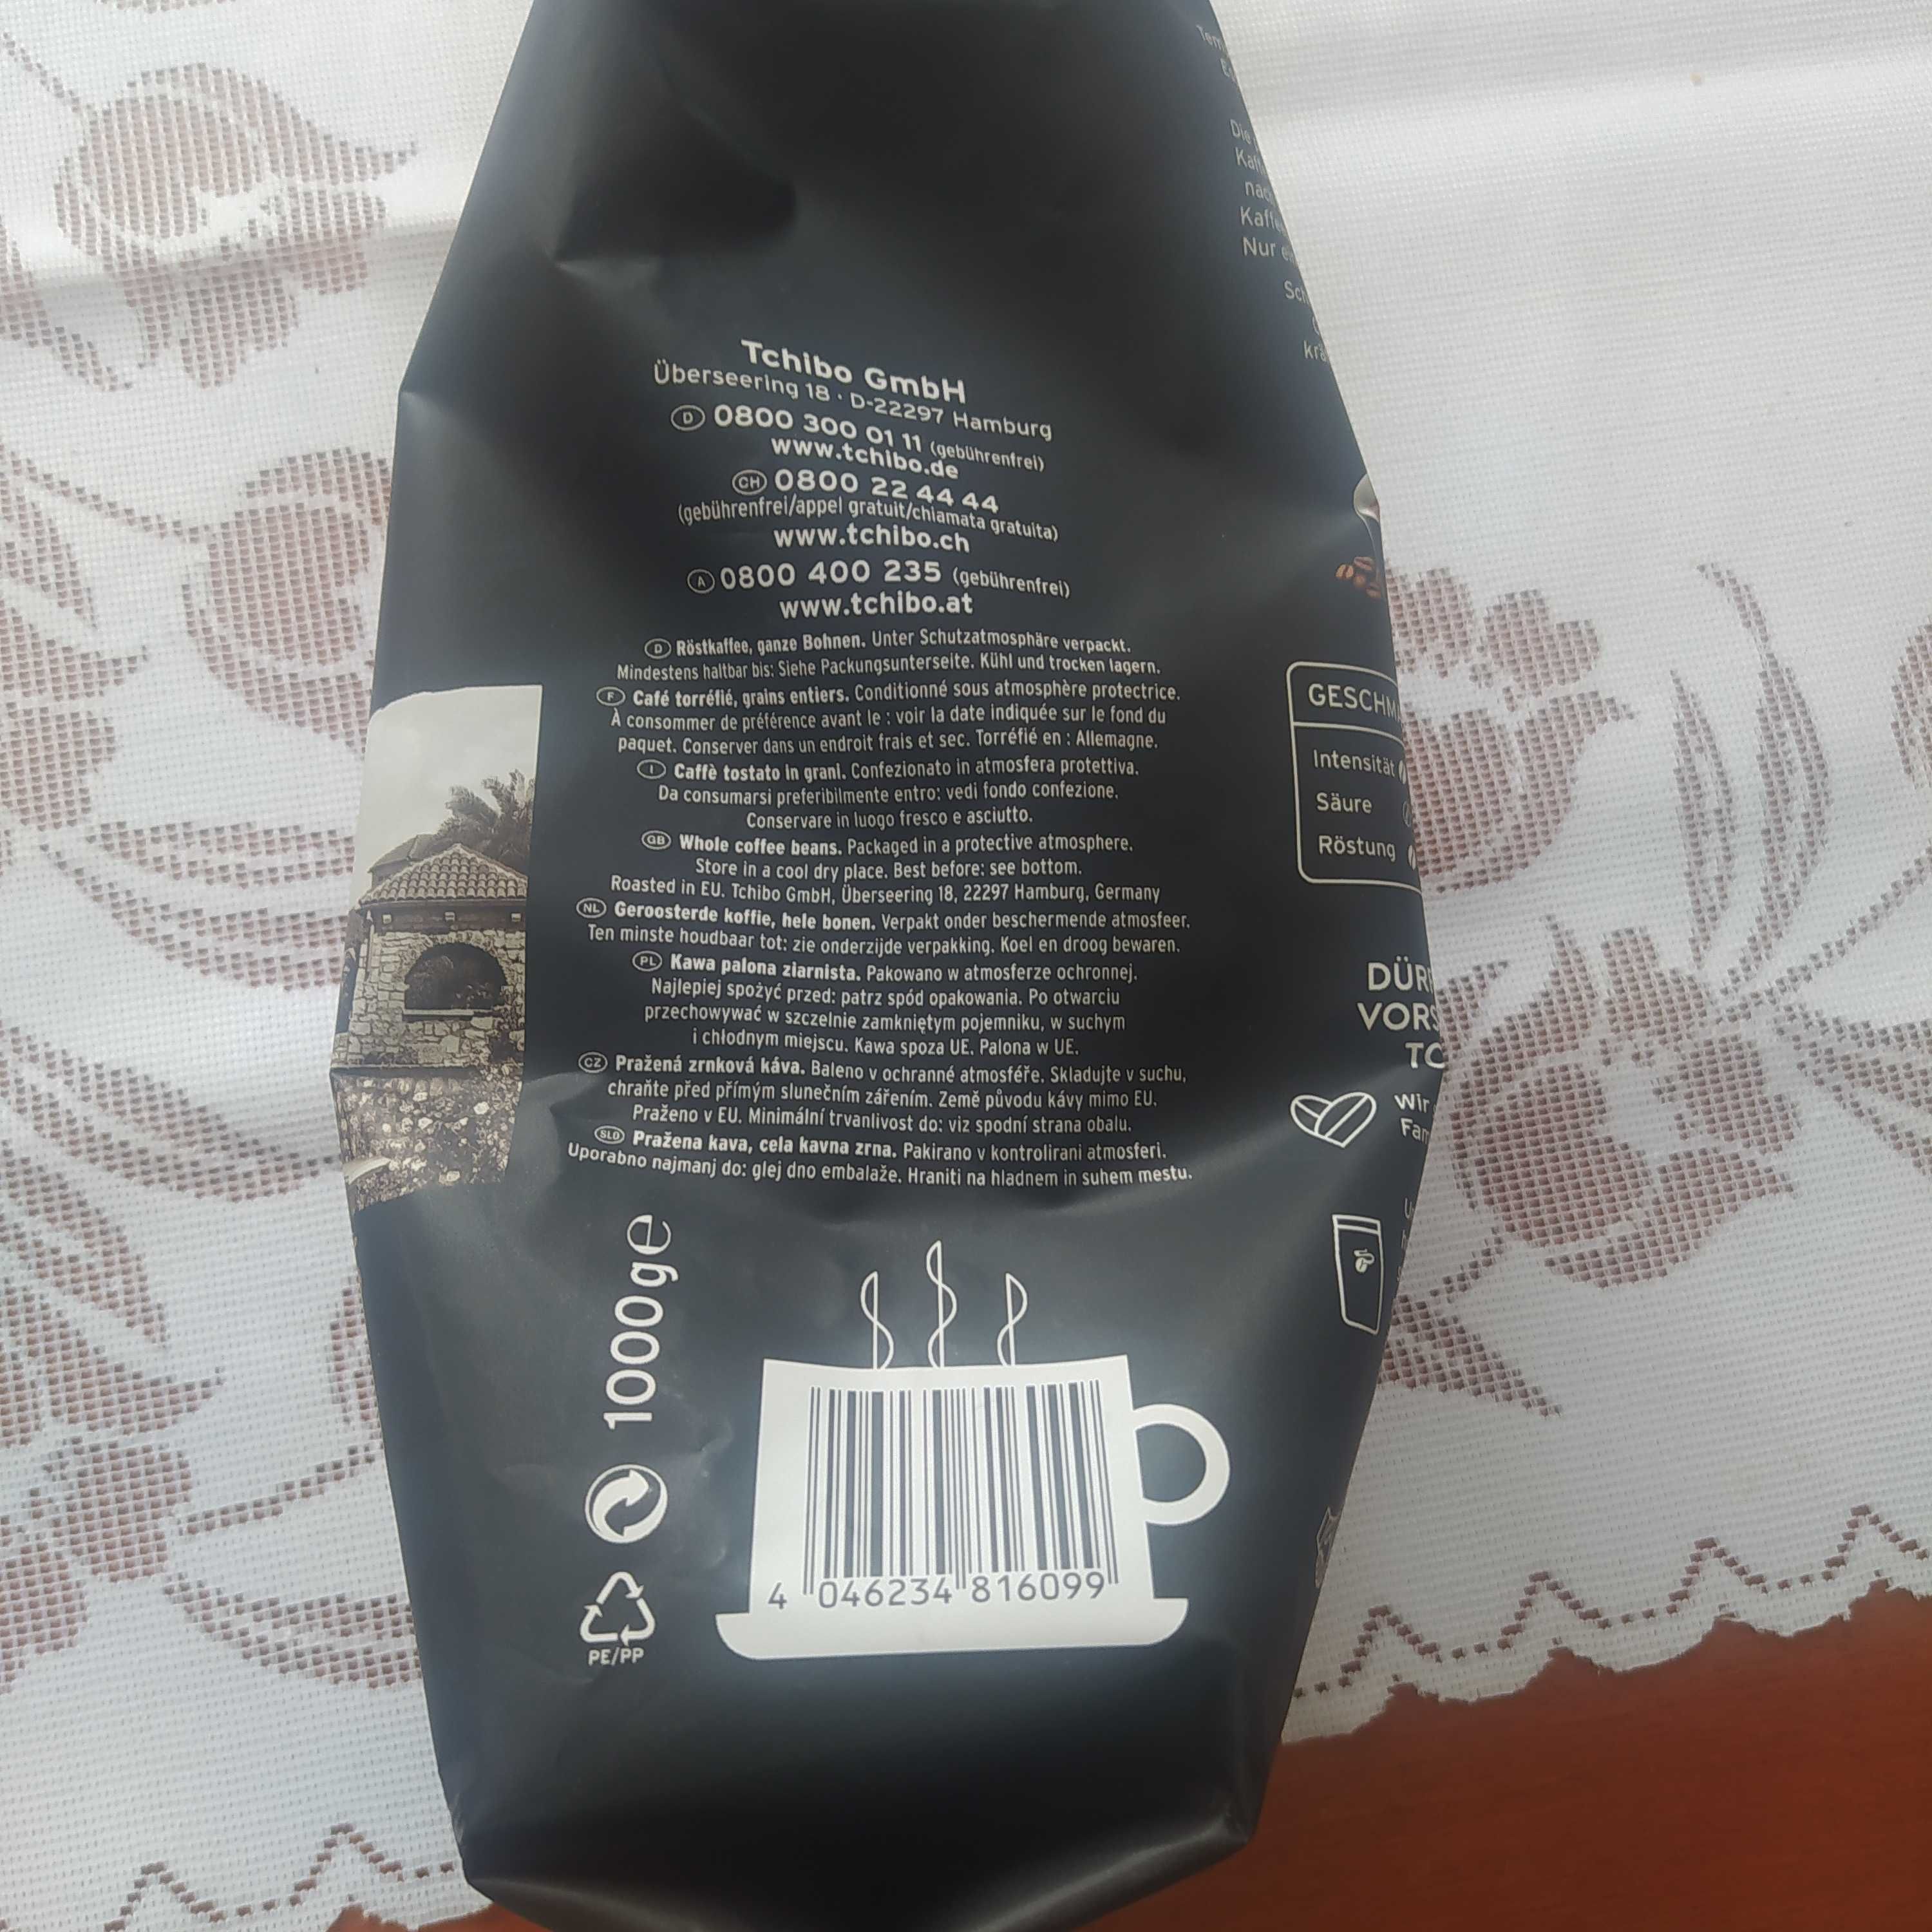 Tchibo GmbH
Überseering 18 · D-22297 Hamburg
D 0800 300 01 11 (gebührenfrei)
www.tchibo.de
CH 0800 22 44 44
(gebührenfrei/appel gratuit/chiamata gratuita)
www.tchibo.ch
A 0800 400 235 (gebührenfrei)
www.tchibo.at
D Röstkaffee, ganze Bohnen. Unter Schutzatmosphäre verpackt.
Mindestens haltbar bis: Siehe Packungsunterseite. Kühl und trocken lagern.
F Café torréfié, grains entiers. Conditionné sous atmosphère protectrice.
À consommer de préférence avant le : voir la date indiquée sur le fond du
paquet. Conserver dans un endroit frais et sec. Torréfié en : Allemagne.
I Caffè tostato in grani. Confezionato in atmosfera protettiva.
Da consumarsi preferibilmente entro: vedi fondo confezione.
Conservare in luogo fresco e asciutto.
GB Whole coffee beans. Packaged in a protective atmosphere.
Store in a cool dry place. Best before: see bottom.
Roasted in EU. Tchibo GmbH, Überseering 18, 22297 Hamburg, Germany
NL Geroosterde koffie, hele bonen. Verpakt onder beschermende atmosfeer.
Ten minste houdbaar tot: zie onderzijde verpakking. Koel en droog bewaren.
PL Kawa palona ziarnista. Pakowano w atmosferze ochronnej.
Najlepiej spożyć przed: patrz spód opakowania. Po otwarciu
przechowywać w szczelnie zamkniętym pojemniku, w suchym
i chłodnym miejscu. Kawa spoza UE. Palona w UE.
CZ Pražená zrnková káva. Baleno v ochranné atmosféře. Skladujte v suchu,
chraňte před přímým slunečním zářením. Země původu kávy mimo EU.
Praženo v EU. Minimální trvanlivost do: viz spodní strana obalu.
SLO Pražena kava, cela kavna zrna. Pakirano v kontrolirani atmosferi.
Uporabno najmanj do: glej dno embalaže. Hraniti na hladnem in suhem mestu.
1000ge
4 046234 816099
PE/PP
Die
Nur
Intensität
Säure
Röstung
Wir